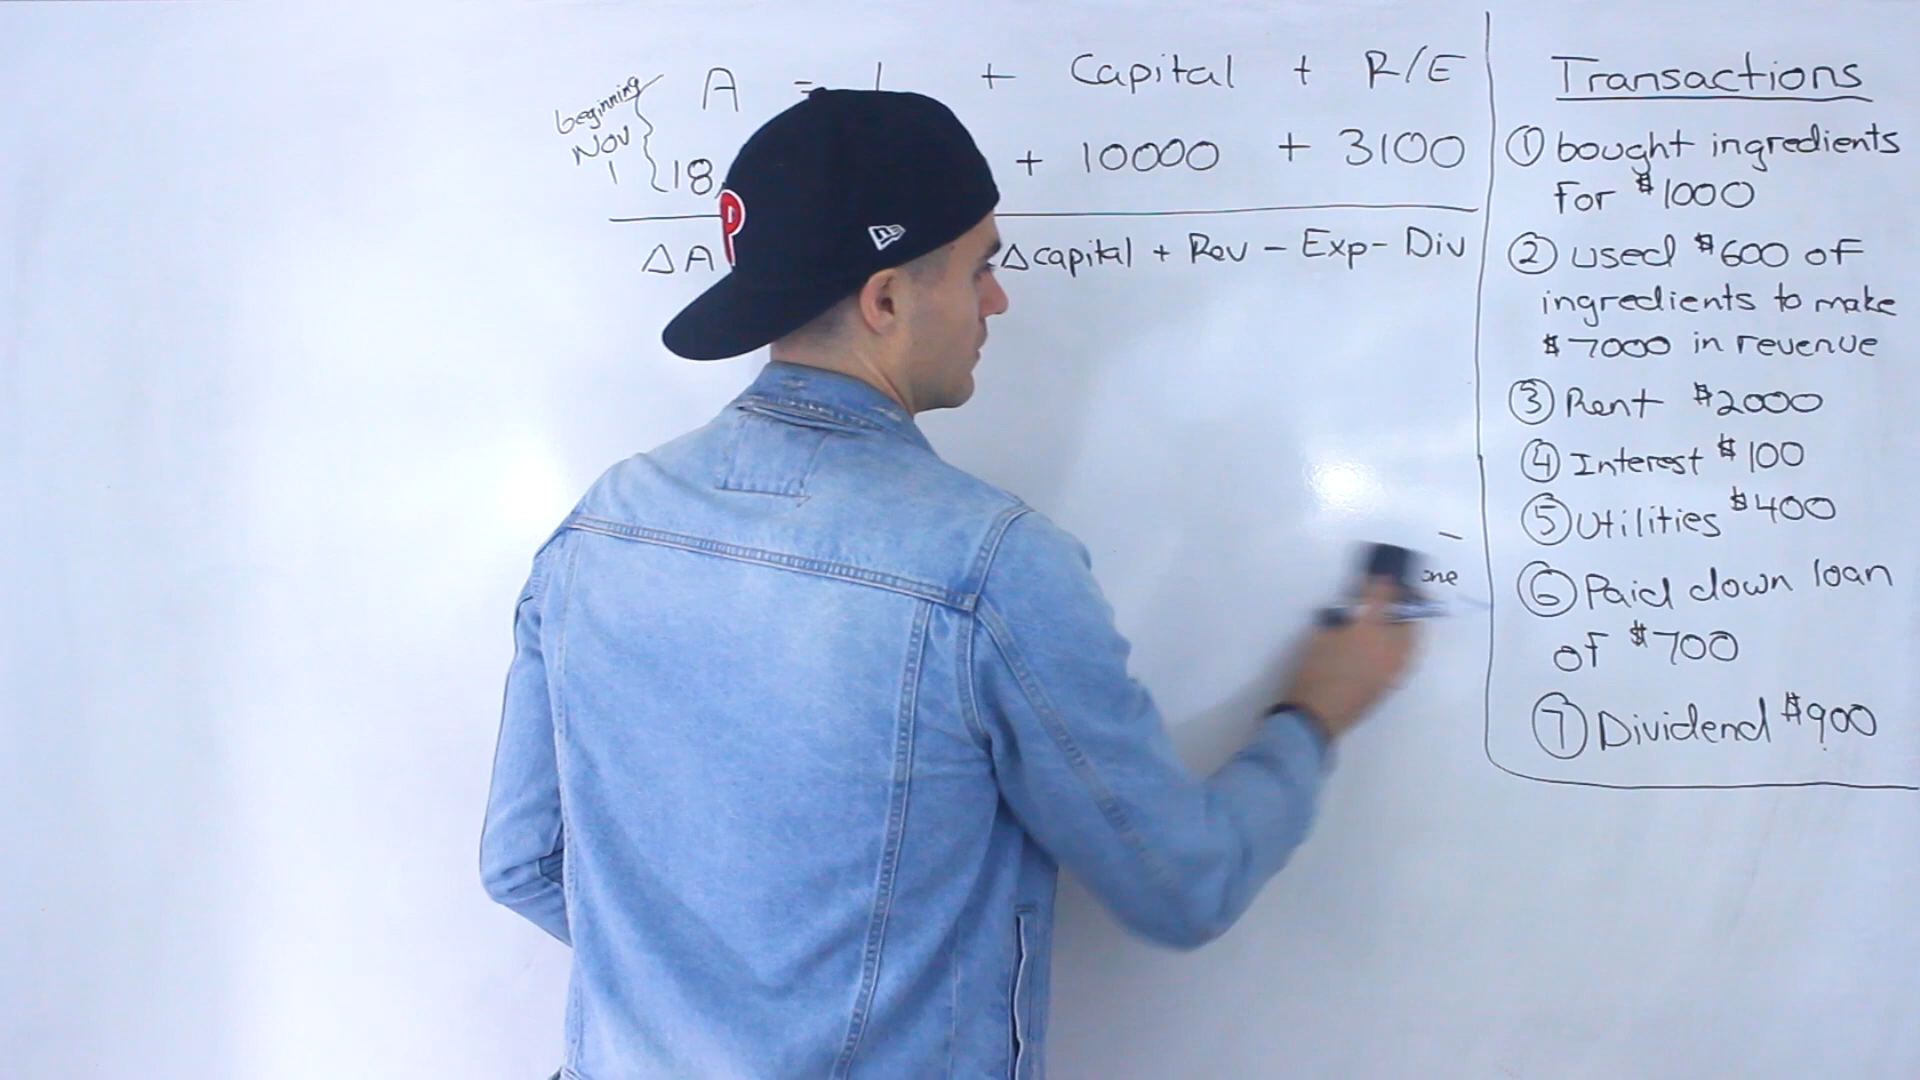 A = + Capital + R/E
beginning
Nov
1
18, + 10000 + 3100
ΔA Δcapital + Rev - Exp - Div
Transactions
① bought ingredients
for $1000
② used $600 of
ingredients to make
$7000 in revenue
③ Rent $2000
④ Interest $100
⑤ Utilities $400
⑥ Paid down loan
of $700
⑦ Dividend $900
P